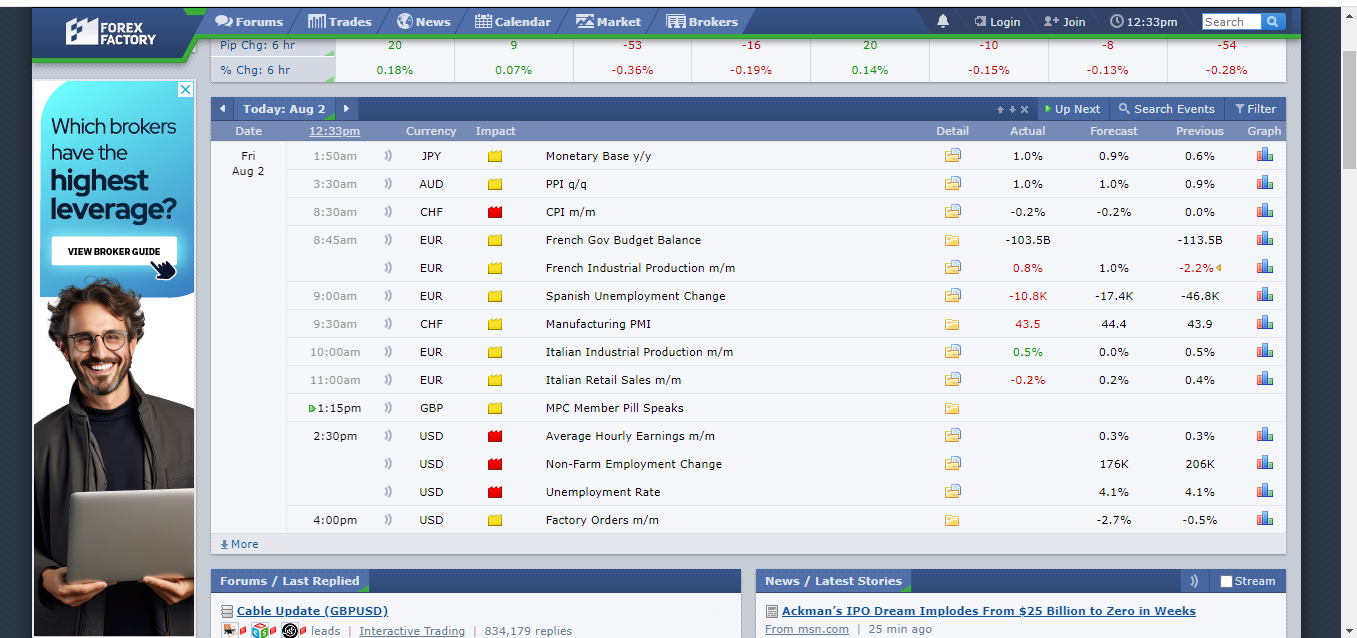 FOREX FACTORY
Forums Trades News Calendar Market Brokers Login Join 12:33pm Search
Pip Chg: 6 hr 20 9 -53 -16 20 -10 -8 -54
% Chg: 6 hr 0.18% 0.07% -0.36% -0.19% 0.14% -0.15% -0.13% -0.28%
Which brokers
have the
highest
leverage?
VIEW BROKER GUIDE
Today: Aug 2 Up Next Search Events Filter
Date 12:33pm Currency Impact Detail Actual Forecast Previous Graph
Fri
Aug 2
1:50am JPY Monetary Base y/y 1.0% 0.9% 0.6%
3:30am AUD PPI q/q 1.0% 1.0% 0.9%
8:30am CHF CPI m/m -0.2% -0.2% 0.0%
8:45am EUR French Gov Budget Balance -103.5B -113.5B
EUR French Industrial Production m/m 0.8% 1.0% -2.2%
9:00am EUR Spanish Unemployment Change -10.8K -17.4K -46.8K
9:30am CHF Manufacturing PMI 43.5 44.4 43.9
10:00am EUR Italian Industrial Production m/m 0.5% 0.0% 0.5%
11:00am EUR Italian Retail Sales m/m -0.2% 0.2% 0.4%
1:15pm GBP MPC Member Pill Speaks
2:30pm USD Average Hourly Earnings m/m 0.3% 0.3%
USD Non-Farm Employment Change 176K 206K
USD Unemployment Rate 4.1% 4.1%
4:00pm USD Factory Orders m/m -2.7% -0.5%
More
Forums / Last Replied
Cable Update (GBPUSD)
leads | Interactive Trading | 834,179 replies
News / Latest Stories Stream
Ackman's IPO Dream Implodes From $25 Billion to Zero in Weeks
From msn.com | 25 min ago